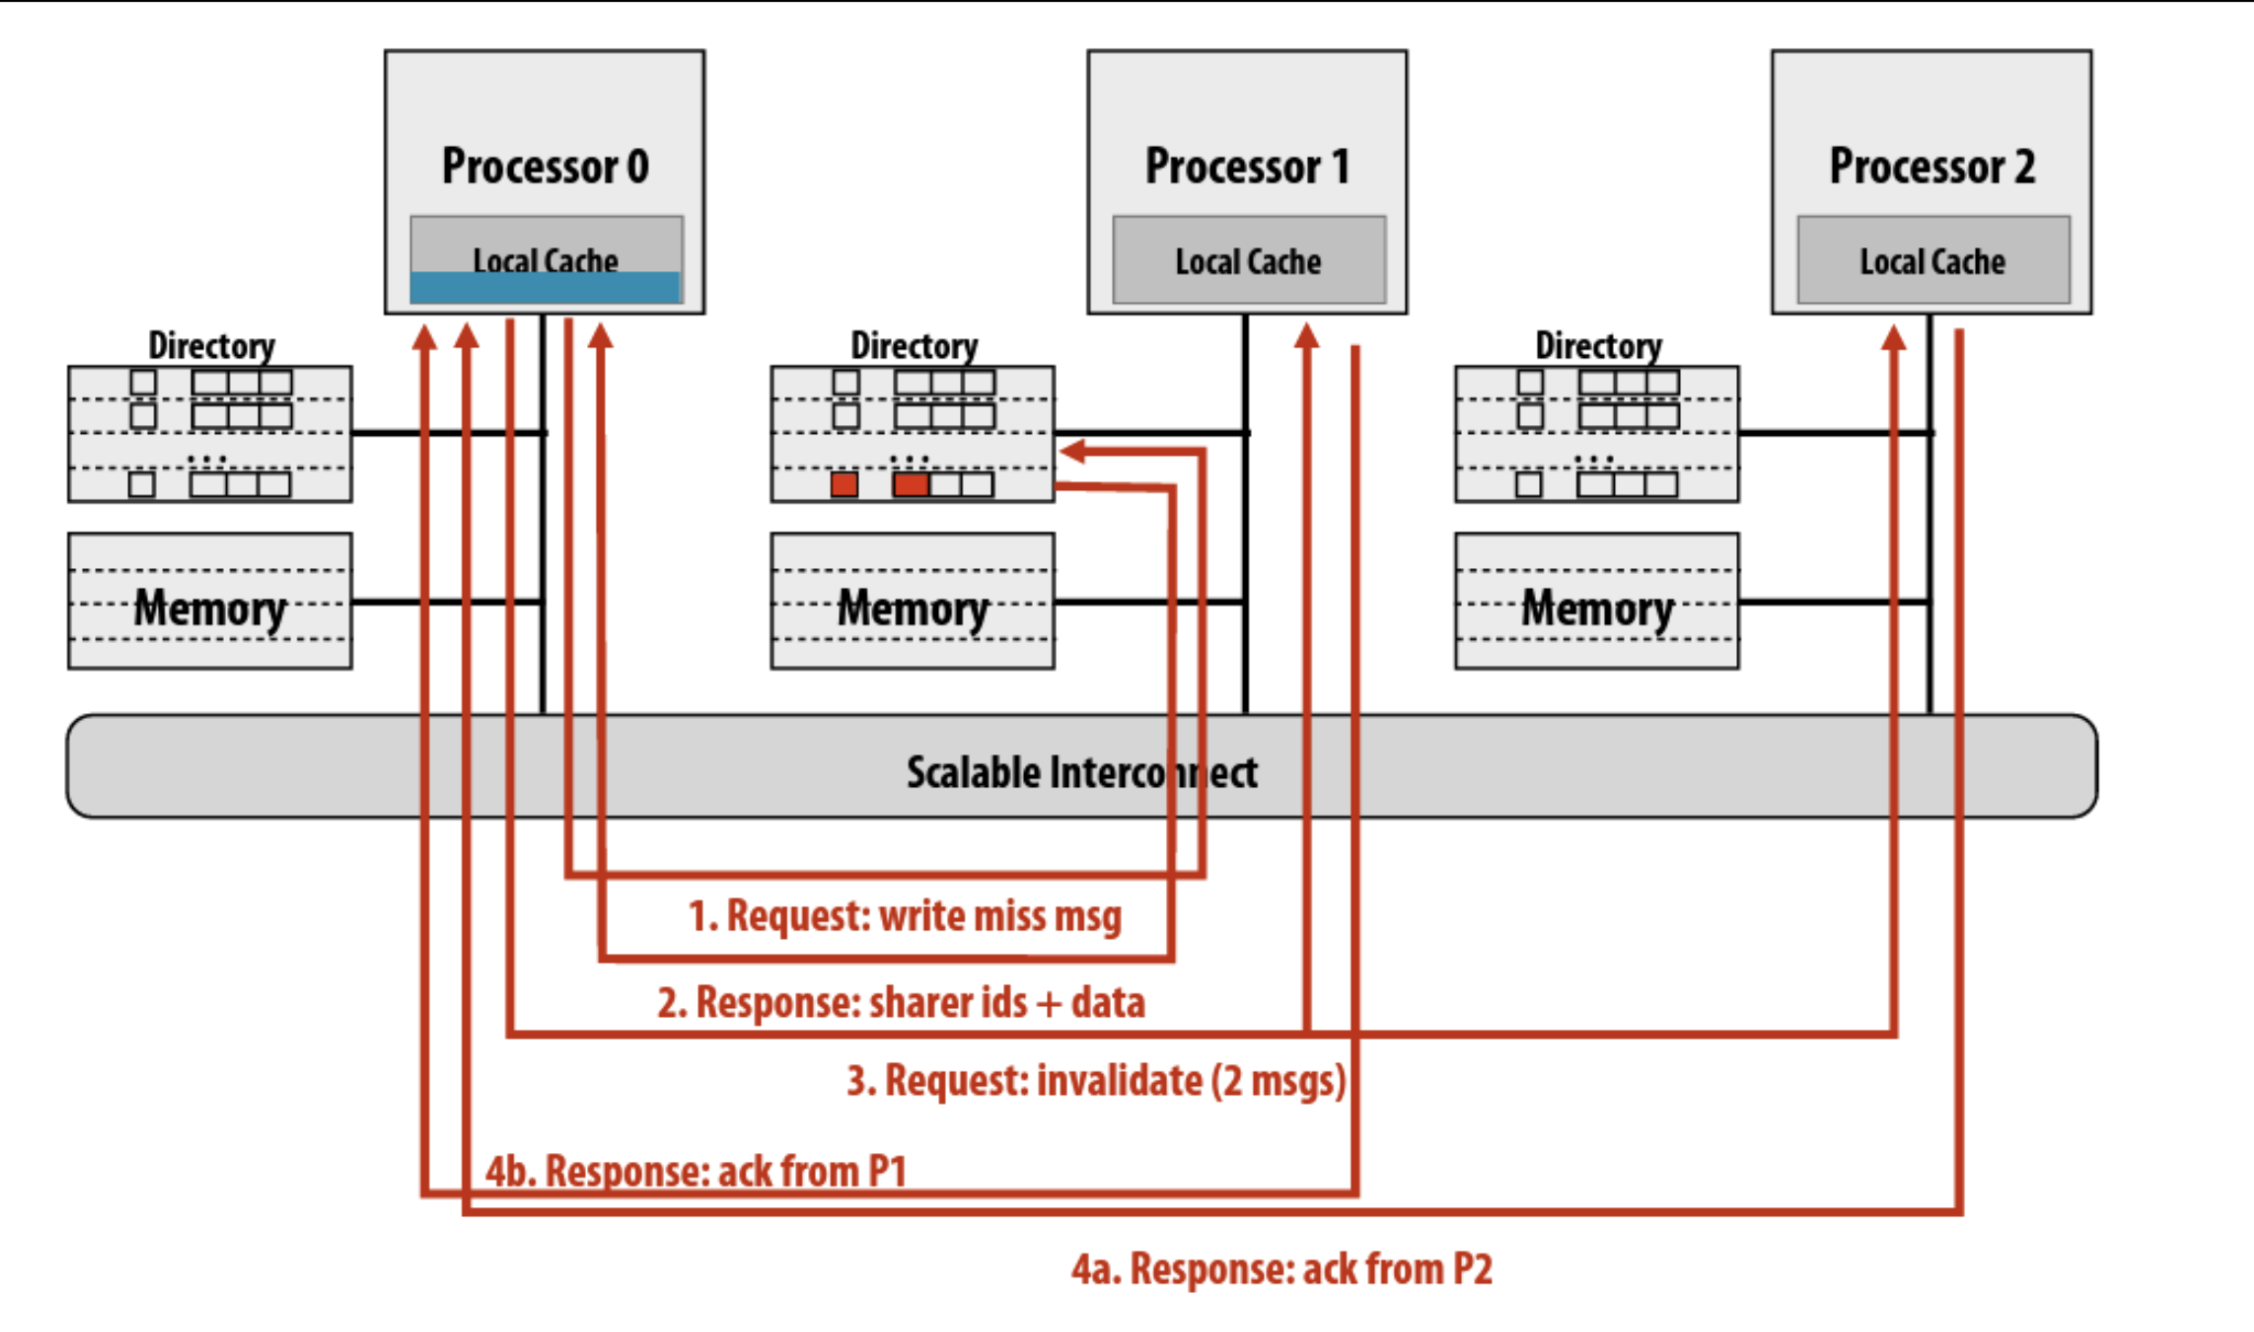 Processor 0
Processor 1
Processor 2
Local Cache
Local Cache
Local Cache
Directory
Directory
Directory
...
...
...
Memory
Memory
Memory
Scalable Interconnect
1. Request: write miss msg
2. Response: sharer ids + data
3. Request: invalidate (2 msgs)
4b. Response: ack from P1
4a. Response: ack from P2